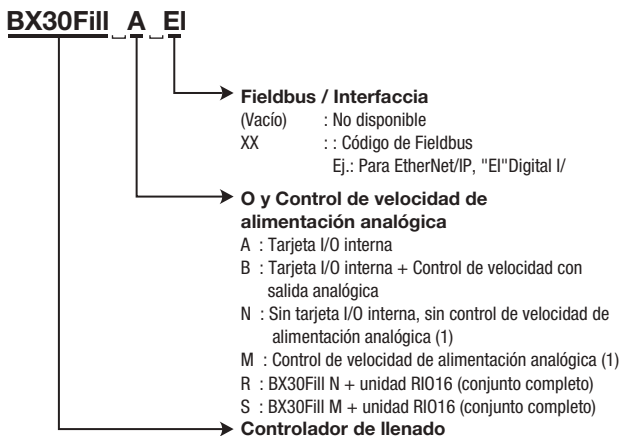 BX30Fill_A_EI
Fieldbus / Interfaccia
(Vacío) : No disponible
XX : : Código de Fieldbus
Ej.: Para EtherNet/IP, "EI"Digital I/
O y Control de velocidad de
alimentación analógica
A : Tarjeta I/O interna
B : Tarjeta I/O interna + Control de velocidad con
salida analógica
N : Sin tarjeta I/O interna, sin control de velocidad de
alimentación analógica (1)
M : Control de velocidad de alimentación analógica (1)
R : BX30Fill N + unidad RIO16 (conjunto completo)
S : BX30Fill M + unidad RIO16 (conjunto completo)
Controlador de llenado